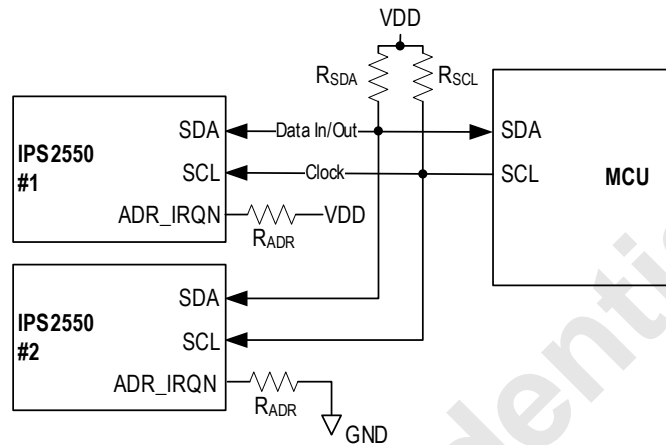 VDD
RSDA
RSCL
IPS2550
#1
SDA
Data In/Out
SDA
SCL
Clock
SCL
MCU
ADR_IRQN
RADR
VDD
IPS2550
#2
SDA
SCL
ADR_IRQN
RADR
GND